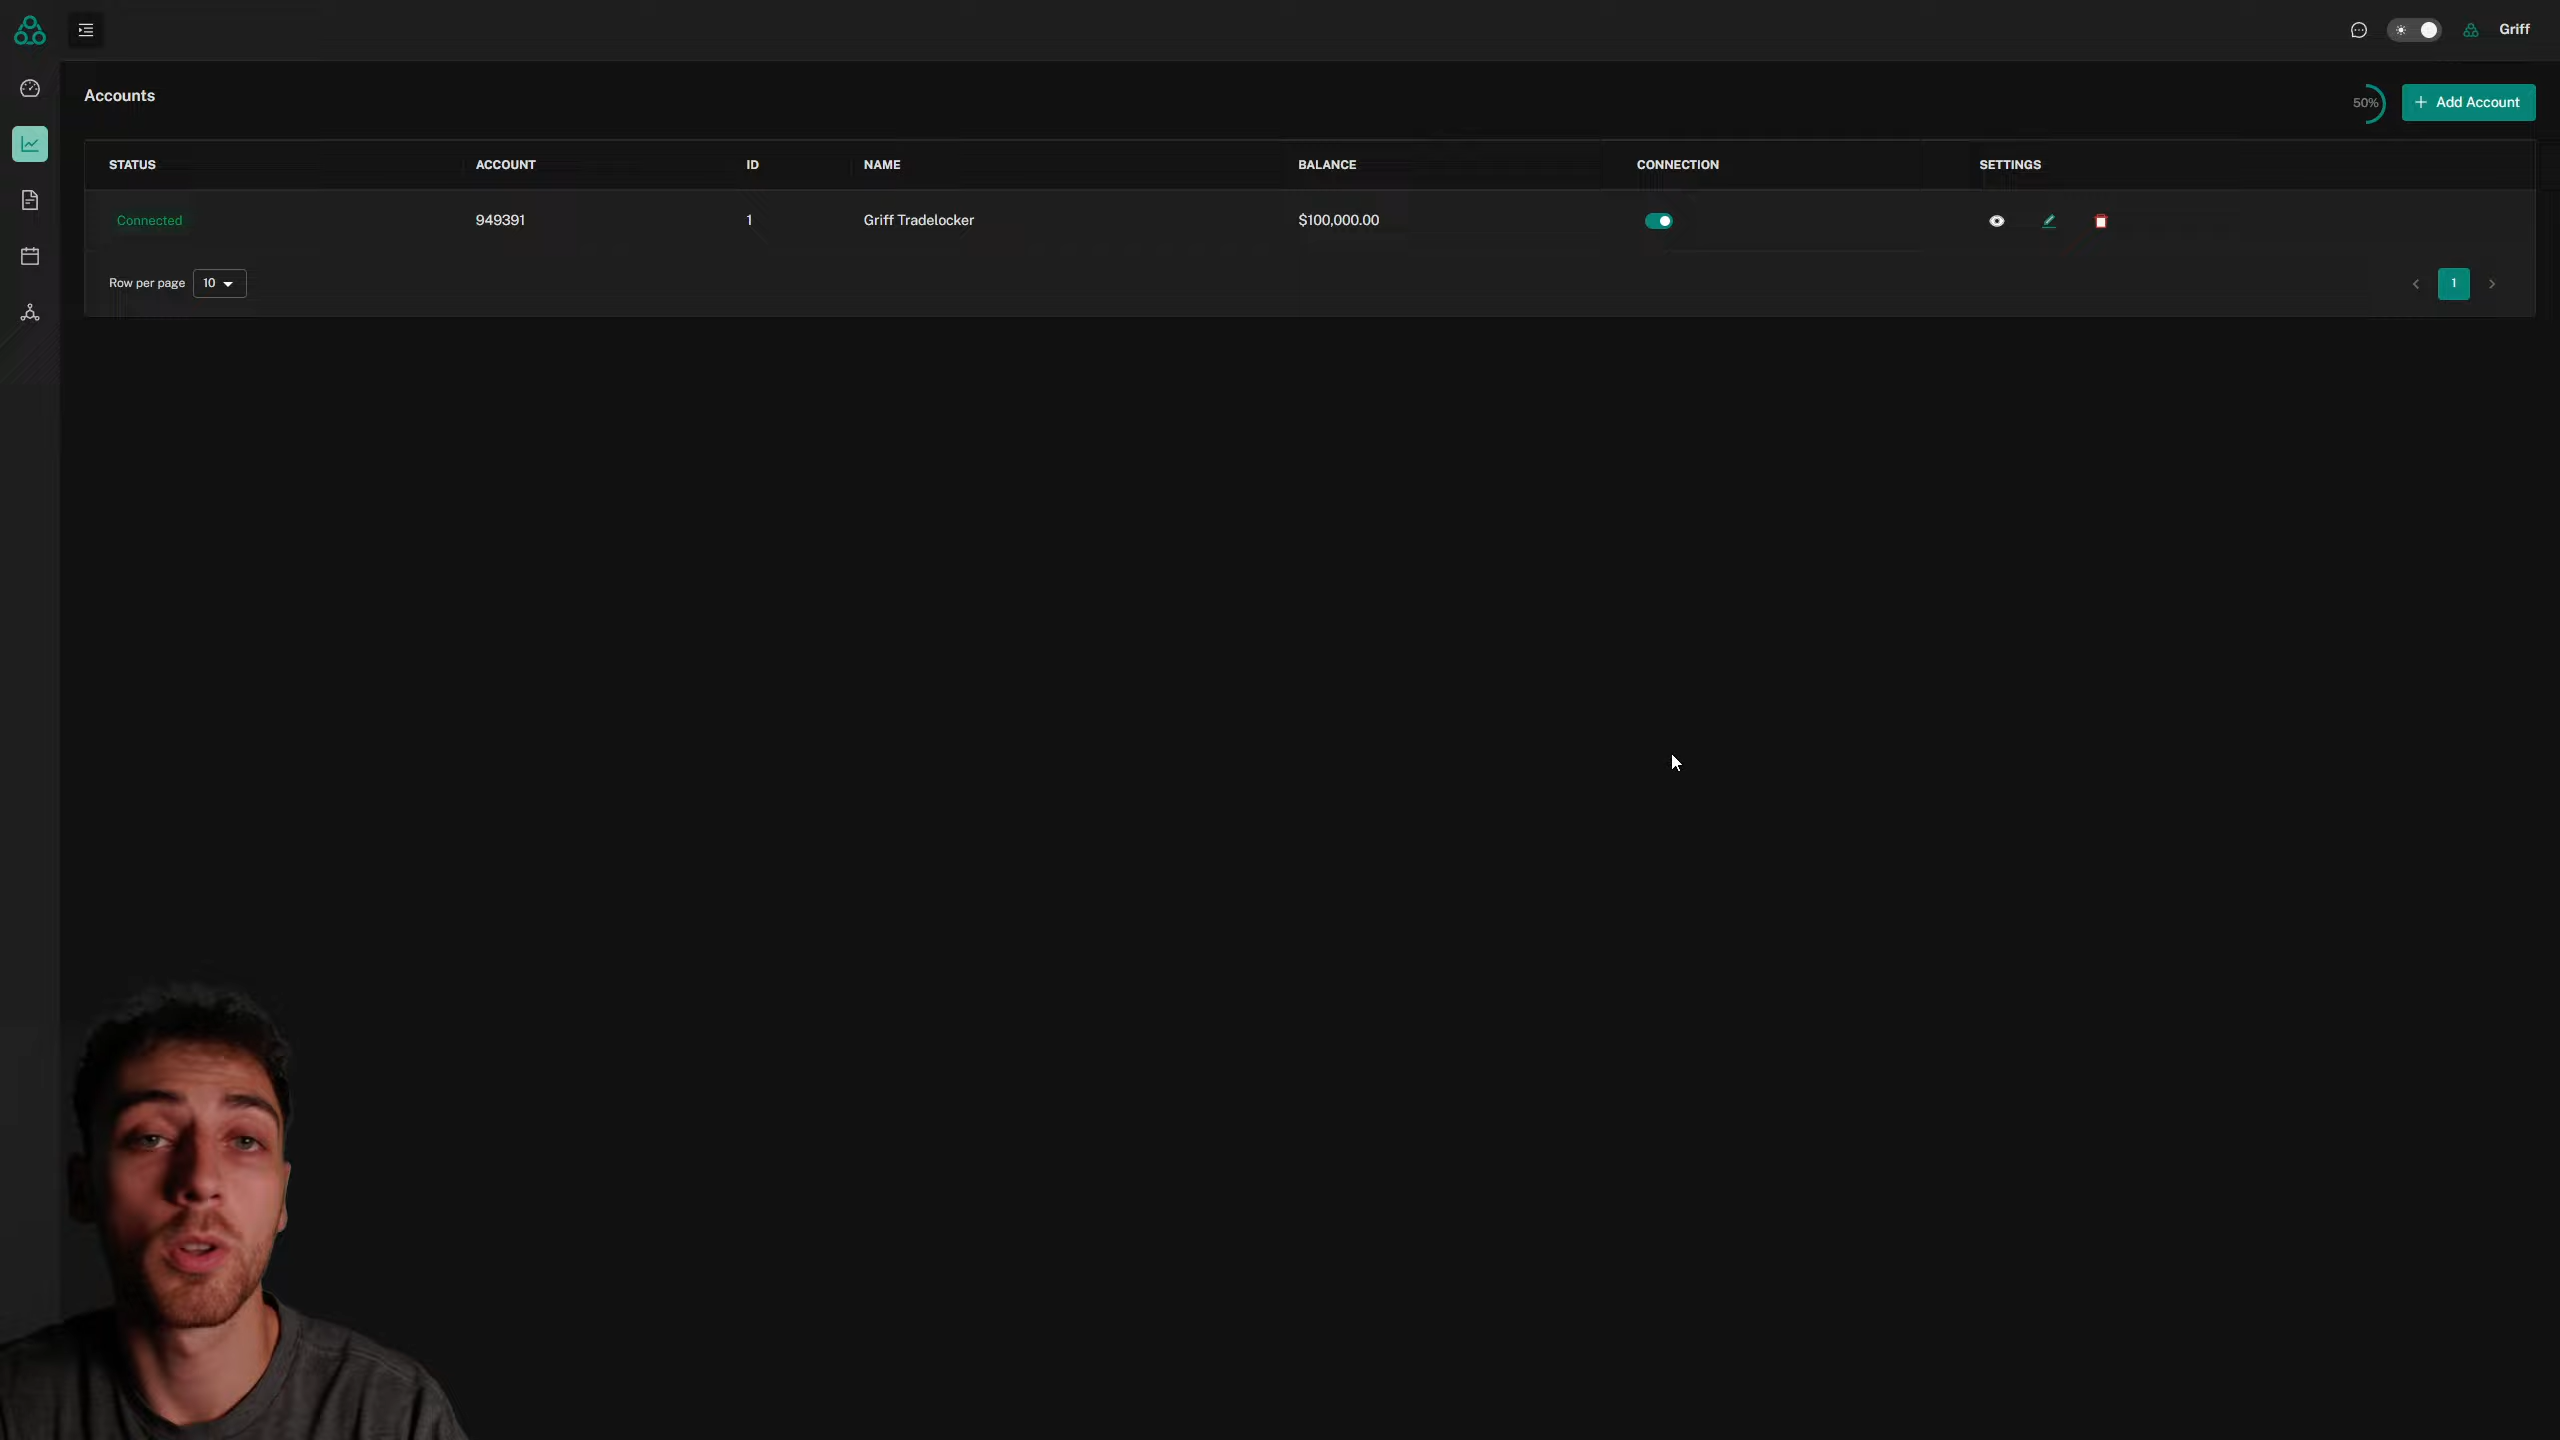 Griff
Accounts
50%
Add Account
STATUS ACCOUNT ID NAME BALANCE CONNECTION SETTINGS
Connected 949391 1 Griff Tradelocker $100,000.00
Row per page 10
1